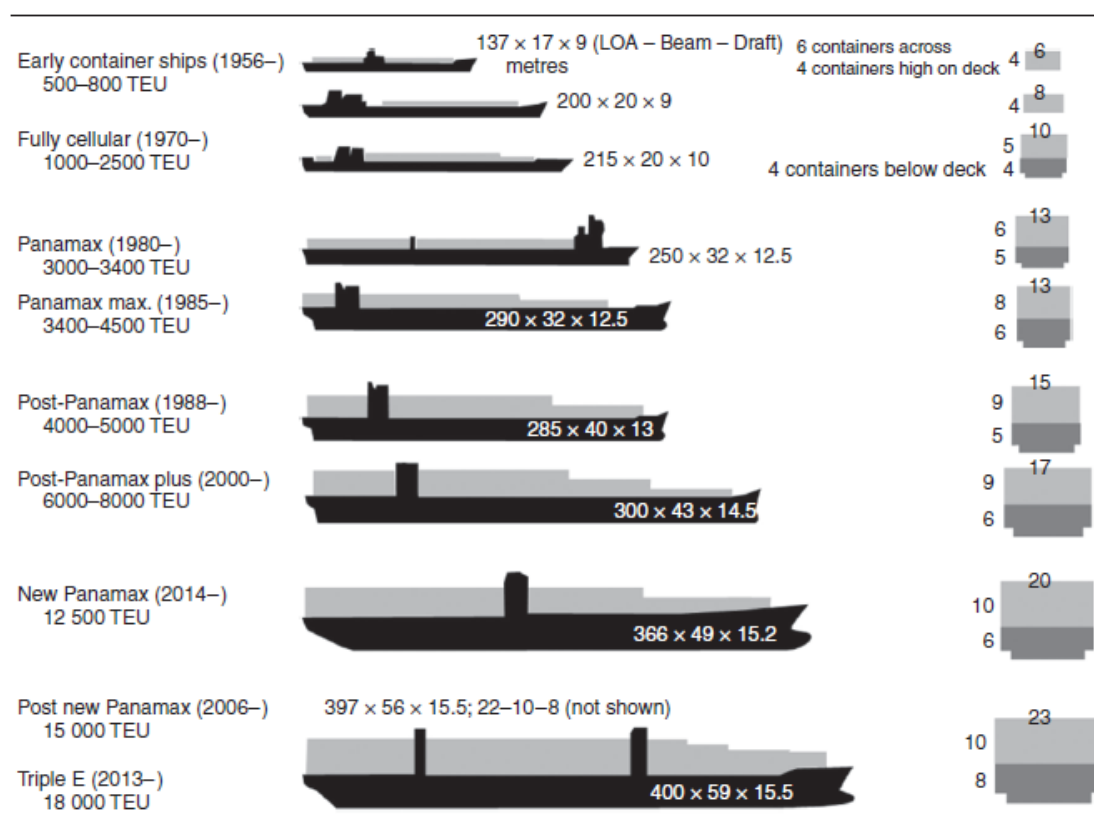 Early container ships (1956–)
500–800 TEU
137 × 17 × 9 (LOA – Beam – Draft)
metres
6 containers across
4 containers high on deck
4
6
200 × 20 × 9
4
8
Fully cellular (1970–)
1000–2500 TEU
215 × 20 × 10
4 containers below deck
10
5
4
Panamax (1980–)
3000–3400 TEU
250 × 32 × 12.5
13
6
5
Panamax max. (1985–)
3400–4500 TEU
290 × 32 × 12.5
13
8
6
Post-Panamax (1988–)
4000–5000 TEU
285 × 40 × 13
15
9
5
Post-Panamax plus (2000–)
6000–8000 TEU
300 × 43 × 14.5
17
9
6
New Panamax (2014–)
12 500 TEU
366 × 49 × 15.2
20
10
6
Post new Panamax (2006–)
15 000 TEU
397 × 56 × 15.5; 22–10–8 (not shown)
Triple E (2013–)
18 000 TEU
400 × 59 × 15.5
23
10
8